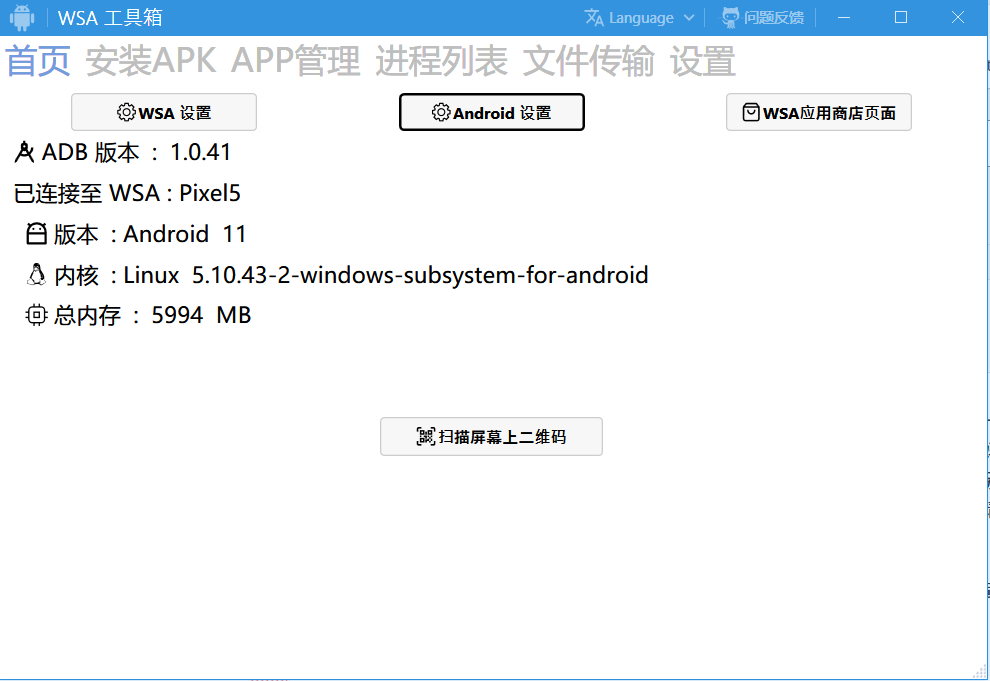 WSA 工具箱 Language 问题反馈
首页 安装APK APP管理 进程列表 文件传输 设置
WSA 设置 Android 设置 WSA应用商店页面
ADB 版本 : 1.0.41
已连接至 WSA : Pixel5
版本 : Android 11
内核 : Linux 5.10.43-2-windows-subsystem-for-android
总内存 : 5994 MB
扫描屏幕上二维码